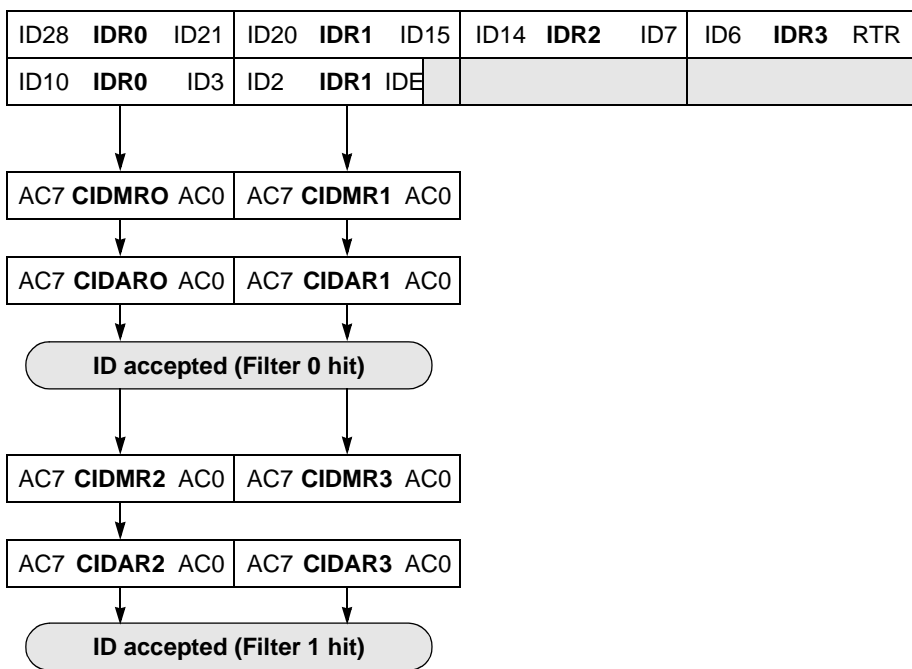 ID28 IDR0 ID21 ID20 IDR1 ID15 ID14 IDR2 ID7 ID6 IDR3 RTR
ID10 IDR0 ID3 ID2 IDR1 IDE
AC7 CIDMRO AC0 AC7 CIDMR1 AC0
AC7 CIDARO AC0 AC7 CIDAR1 AC0
ID accepted (Filter 0 hit)
AC7 CIDMR2 AC0 AC7 CIDMR3 AC0
AC7 CIDAR2 AC0 AC7 CIDAR3 AC0
ID accepted (Filter 1 hit)